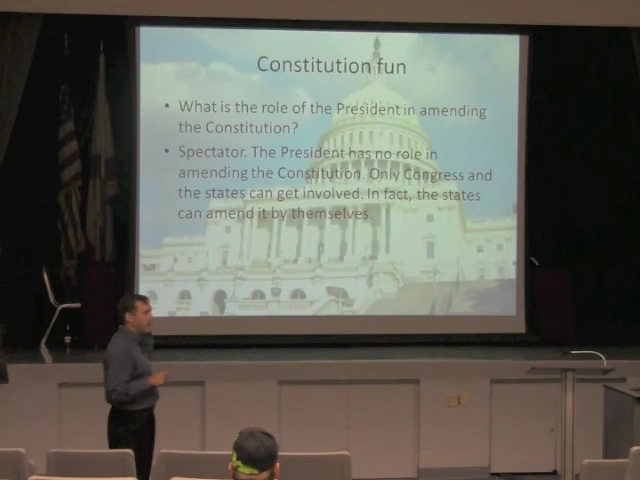 Constitution fun
• What is the role of the President in amending
the Constitution?
• Spectator. The President has no role in
amending the Constitution. Only Congress and
the states can get involved. In fact, the states
can amend it by themselves.